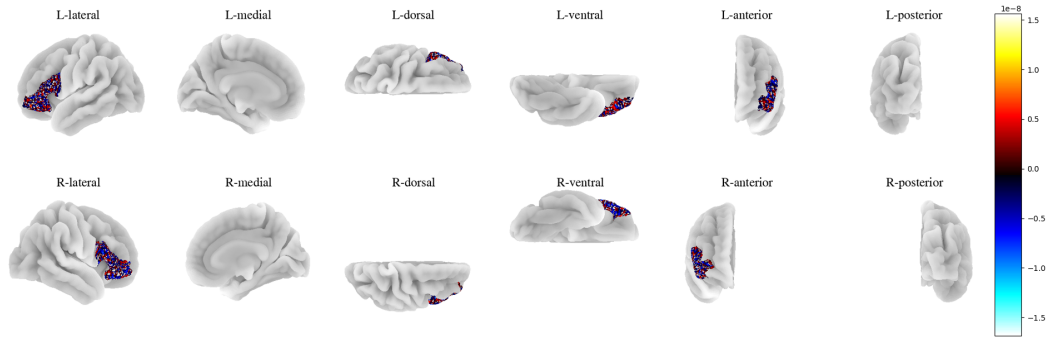 L-lateral
L-medial
L-dorsal
L-ventral
L-anterior
L-posterior
1e−8
1.5
1.0
0.5
0.0
−0.5
−1.0
−1.5
R-lateral
R-medial
R-dorsal
R-ventral
R-anterior
R-posterior